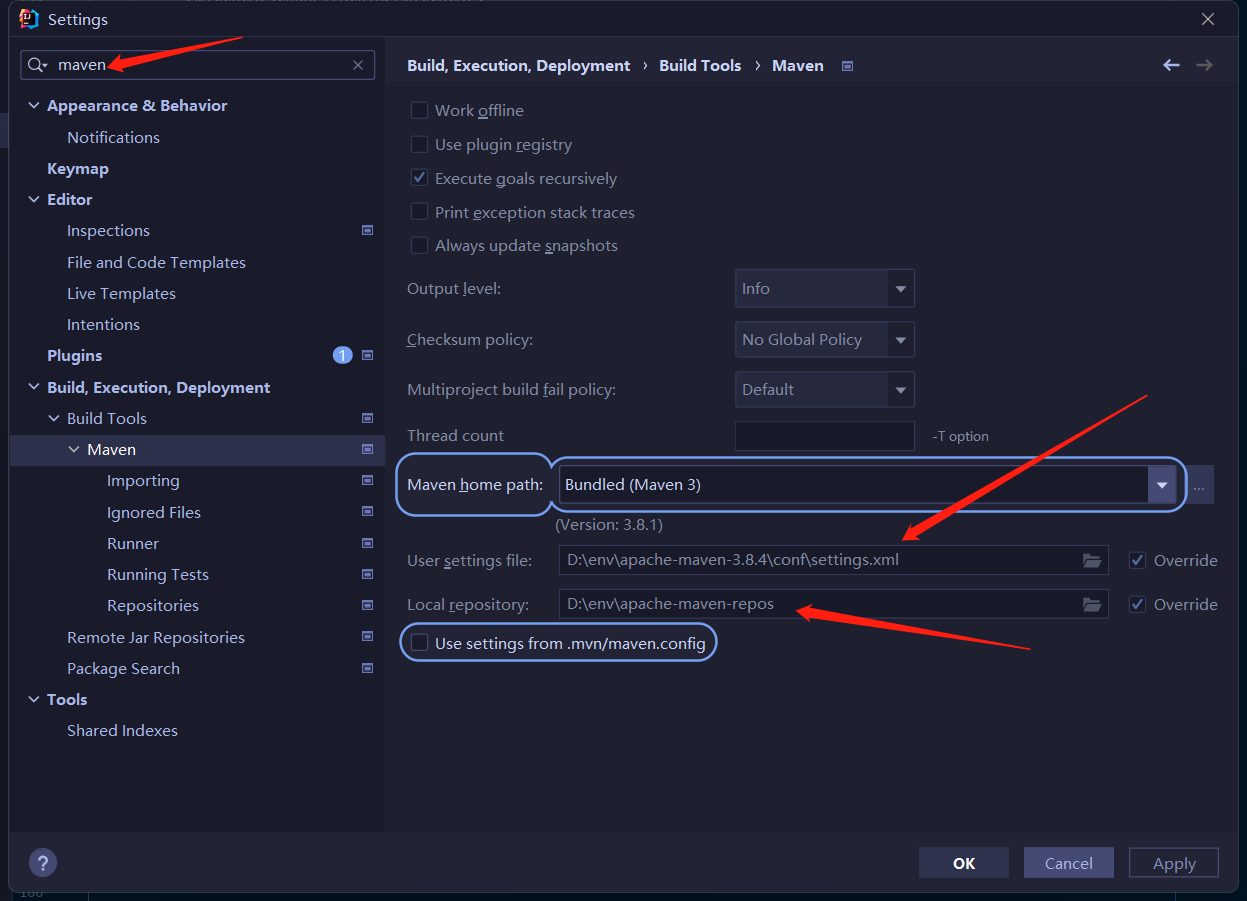 Settings
maven
Appearance & Behavior
Notifications
Keymap
Editor
Inspections
File and Code Templates
Live Templates
Intentions
Plugins 1
Build, Execution, Deployment
Build Tools
Maven
Importing
Ignored Files
Runner
Running Tests
Repositories
Remote Jar Repositories
Package Search
Tools
Shared Indexes
Build, Execution, Deployment › Build Tools › Maven
Work offline
Use plugin registry
Execute goals recursively
Print exception stack traces
Always update snapshots
Output level: Info
Checksum policy: No Global Policy
Multiproject build fail policy: Default
Thread count -T option
Maven home path: Bundled (Maven 3) ...
(Version: 3.8.1)
User settings file: D:\env\apache-maven-3.8.4\conf\settings.xml Override
Local repository: D:\env\apache-maven-repos Override
Use settings from .mvn/maven.config
? OK Cancel Apply